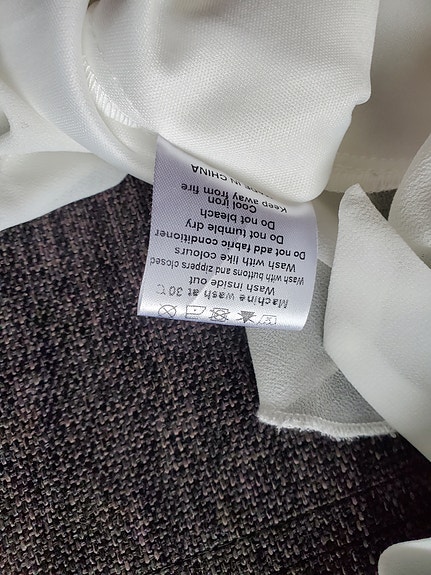 Machine wash at 30°C
Wash inside out
Wash with buttons and zippers closed
Wash with like colours
Do not add fabric conditioner
Do not tumble dry
Do not bleach
Cool iron
Keep away from fire
MADE IN CHINA